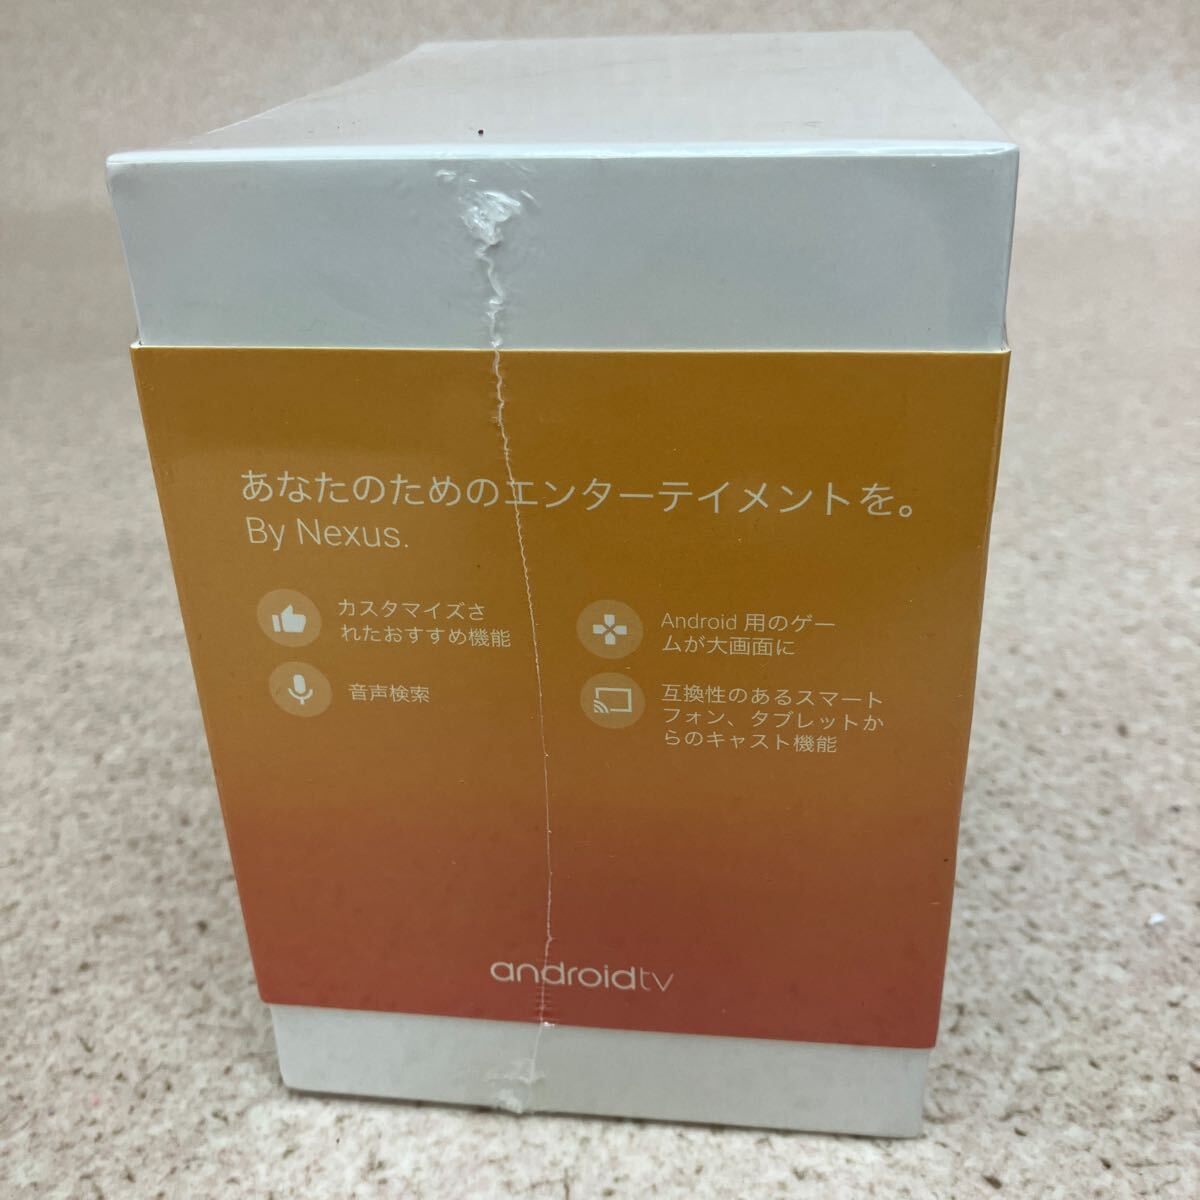 あなたのためのエンターテイメントを。
By Nexus.
カスタマイズさ
れたおすすめ機能
音声検索
Android 用のゲー
ムが大画面に
互換性のあるスマート
フォン、タブレットか
らのキャスト機能
androidtv